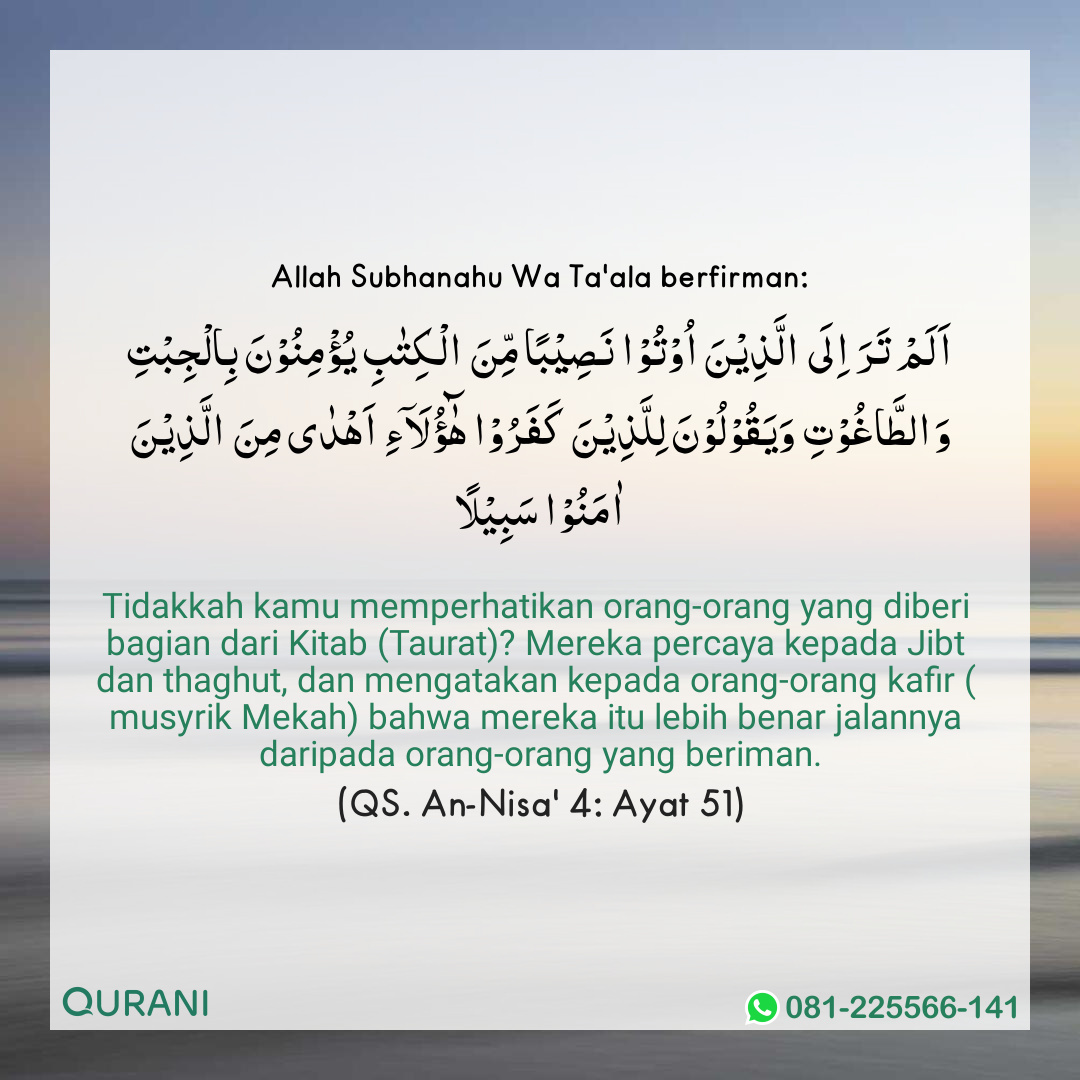 Allah Subhanahu Wa Ta'ala berfirman:
اَلَمْ تَرَ اِلَى الَّذِيْنَ اُوْتُوْا نَصِيْبًا مِّنَ الْكِتٰبِ يُؤْمِنُوْنَ بِالْجِبْتِ
وَالطَّاغُوْتِ وَيَقُوْلُوْنَ لِلَّذِيْنَ كَفَرُوْا هٰٓؤُلَآءِ اَهْدٰى مِنَ الَّذِيْنَ
اٰمَنُوْا سَبِيْلًا
Tidakkah kamu memperhatikan orang-orang yang diberi
bagian dari Kitab (Taurat)? Mereka percaya kepada Jibt
dan thaghut, dan mengatakan kepada orang-orang kafir (
musyrik Mekah) bahwa mereka itu lebih benar jalannya
daripada orang-orang yang beriman.
(QS. An-Nisa' 4: Ayat 51)
QURANI
081-225566-141